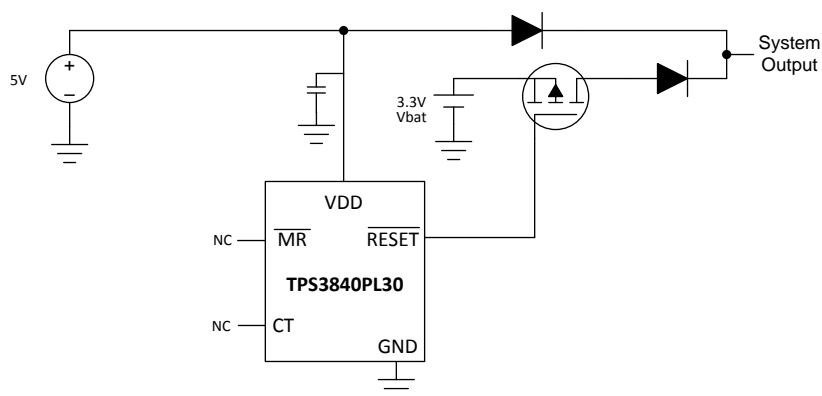 5V
+
−
3.3V
Vbat
System
Output
VDD
NC
MR
RESET
TPS3840PL30
NC
CT
GND